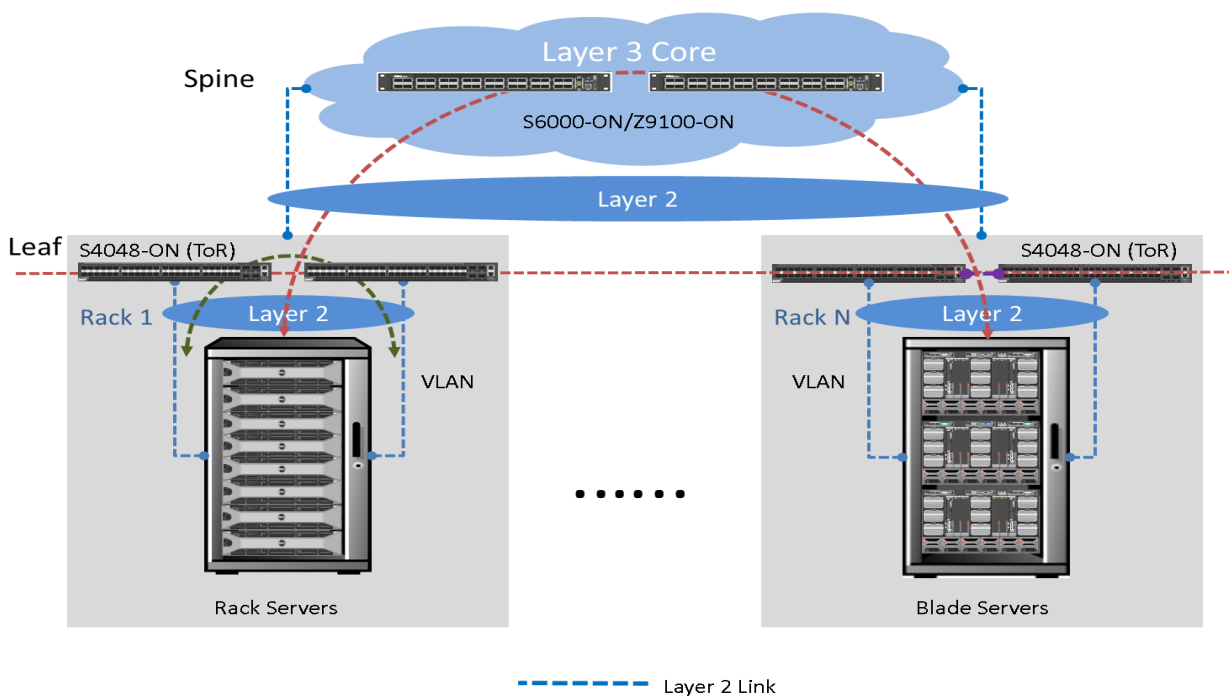 Layer 3 Core
Spine
S6000-ON/Z9100-ON
Layer 2
Leaf
S4048-ON (ToR)
S4048-ON (ToR)
Rack 1
Layer 2
Rack N
Layer 2
VLAN
VLAN
......
Rack Servers
Blade Servers
Layer 2 Link